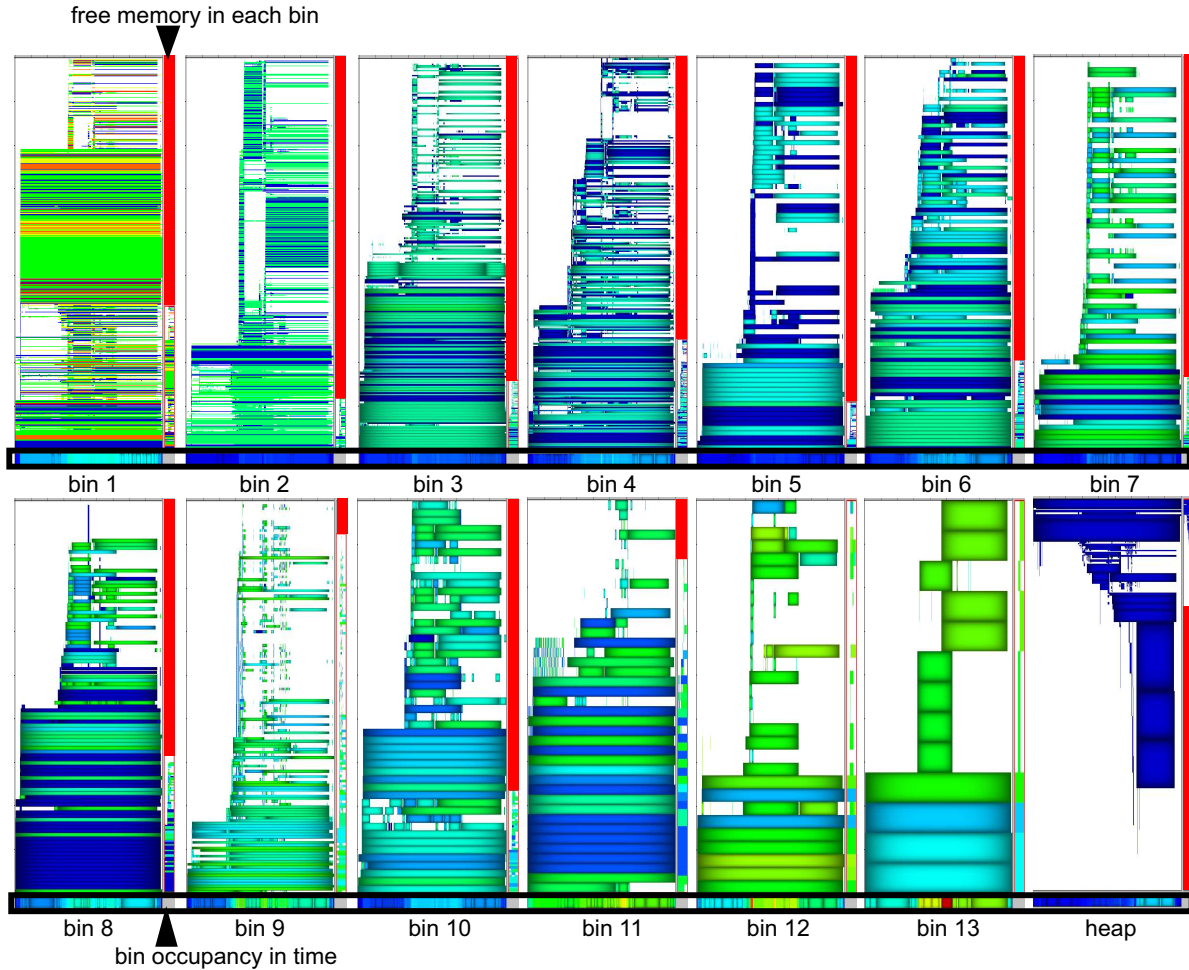 free memory in each bin
bin 1 bin 2 bin 3 bin 4 bin 5 bin 6 bin 7
bin 8 bin 9 bin 10 bin 11 bin 12 bin 13 heap
bin occupancy in time